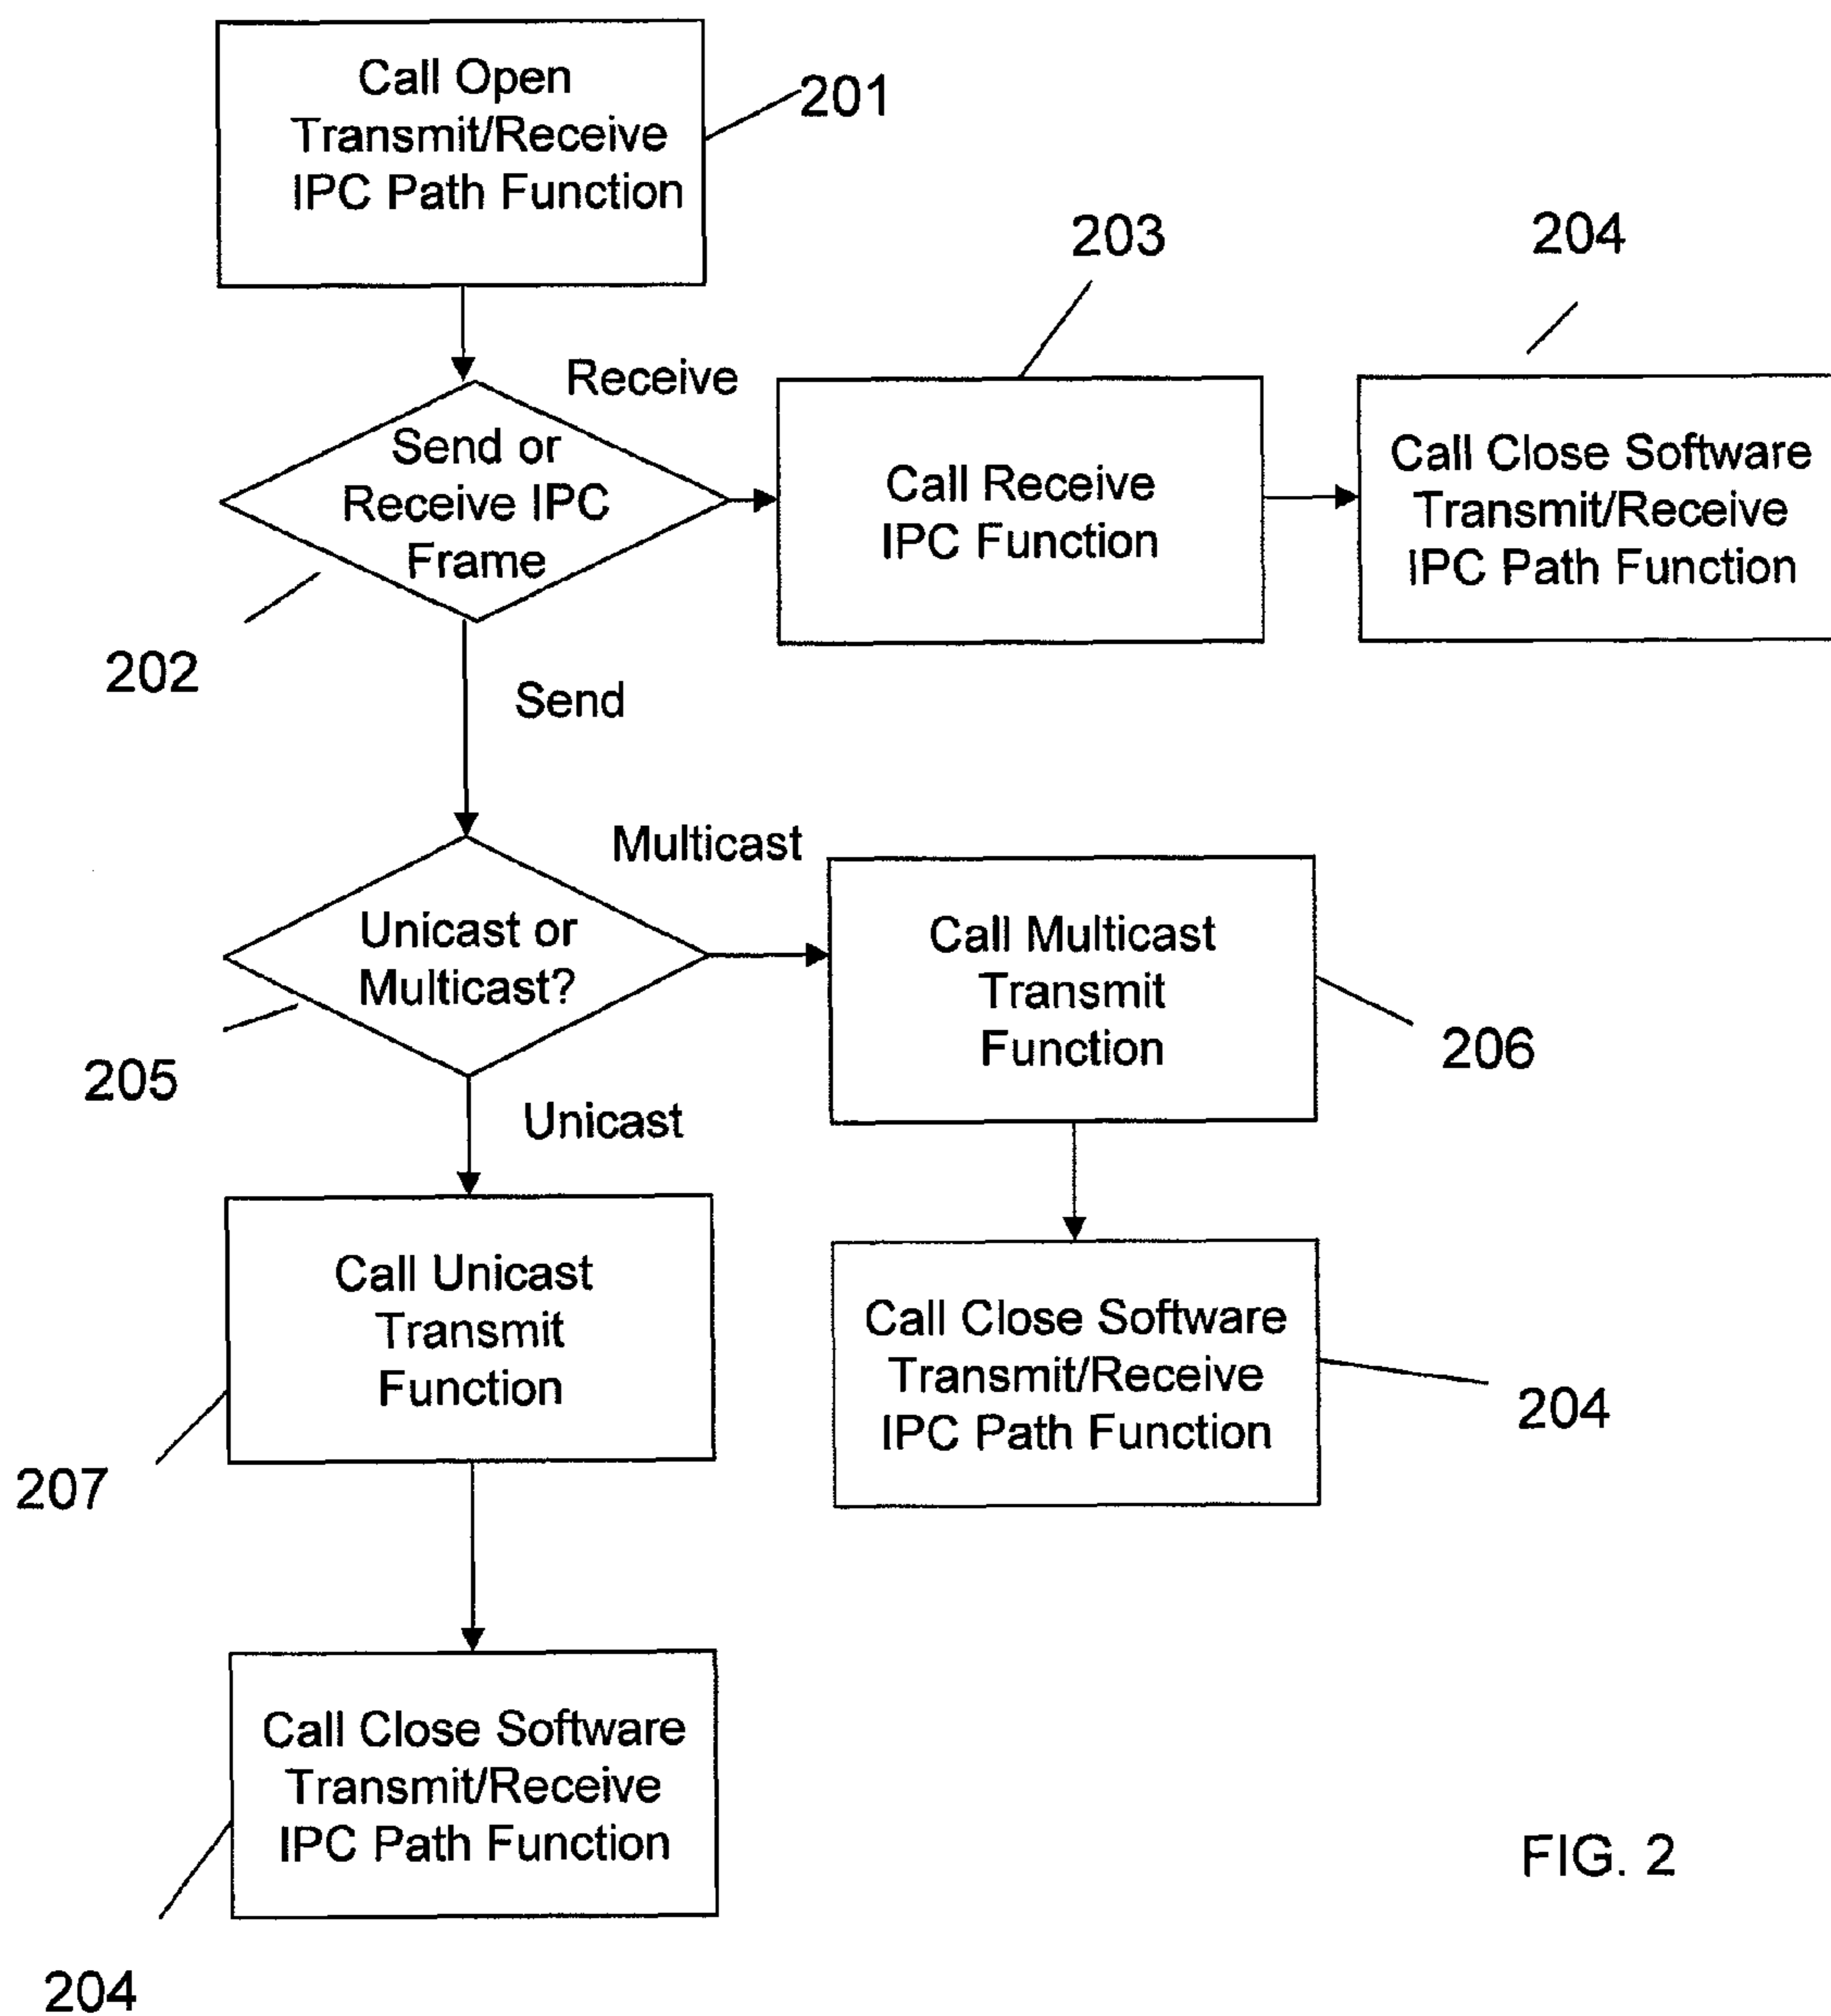 Call Open
Transmit/Receive
IPC Path Function
201
203
204
Receive
Send or
Receive IPC
Frame
Call Receive
IPC Function
Call Close Software
Transmit/Receive
IPC Path Function
202
Send
Multicast
Unicast or
Multicast?
Call Multicast
Transmit
Function
206
205
Unicast
Call Unicast
Transmit
Function
Call Close Software
Transmit/Receive
IPC Path Function
204
207
Call Close Software
Transmit/Receive
IPC Path Function
FIG. 2
204